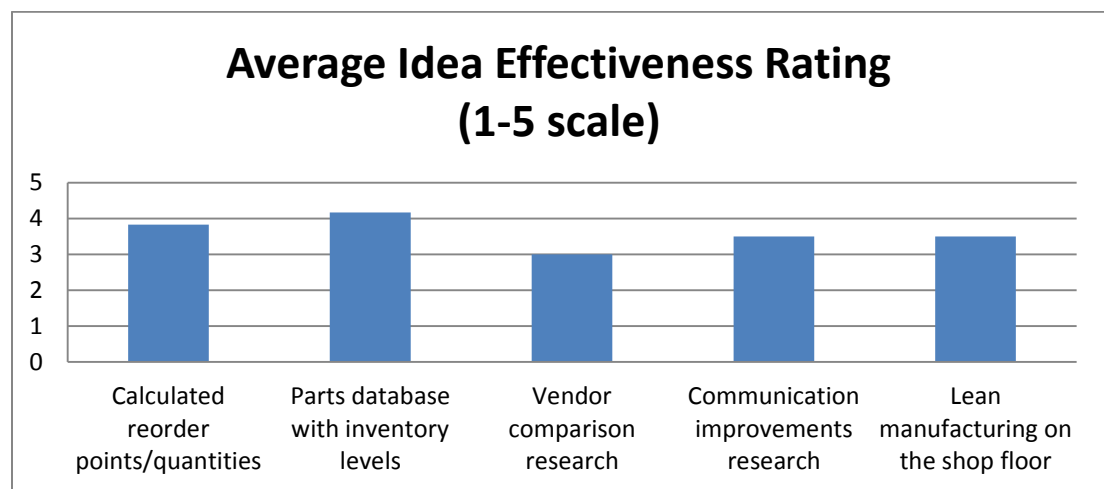 Average Idea Effectiveness Rating
(1-5 scale)
5
4
3
2
1
0
Calculated
reorder
points/quantities
Parts database
with inventory
levels
Vendor
comparison
research
Communication
improvements
research
Lean
manufacturing on
the shop floor